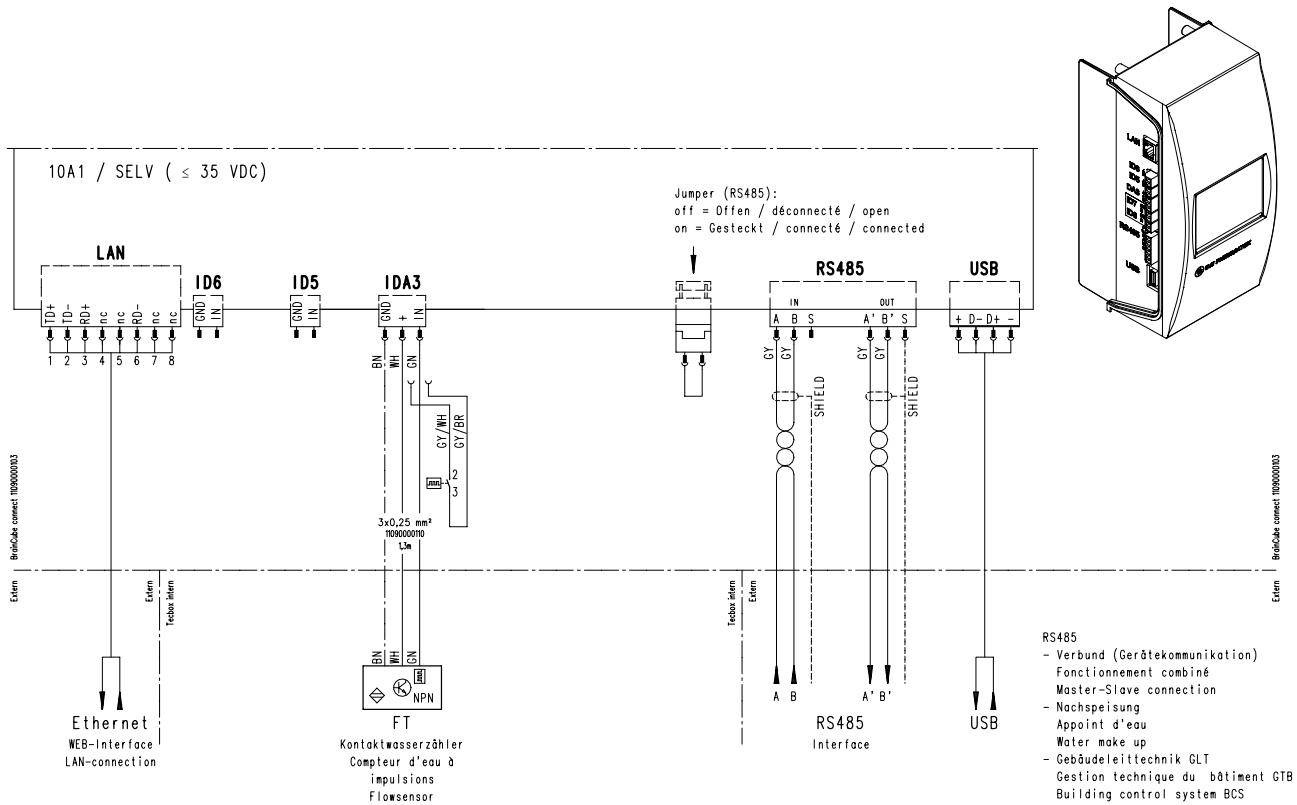 10A1 / SELV ( ≤ 35 VDC)
Jumper (RS485):
off = Offen / déconnecté / open
on = Gesteckt / connecté / connected
LAN
ID6
ID5
IDA3
RS485
USB
TD+ TD- RD+ nc nc RD- nc nc
1 2 3 4 5 6 7 8
GND IN
GND IN
GND + IN
IN OUT
A B S A' B' S
+ D- D+ -
BN WH GN
GY GY GY GY
SHIELD SHIELD
GY/WH
GY/BR
2
3
3x0,25 mm²
11090000110
1,3m
BrainCube connect 11090000103
BrainCube connect 11090000103
Extern
Extern
Tecbox intern
Tecbox intern
Extern
Extern
BN WH GN
NPN
A B A' B'
Ethernet
WEB-Interface
LAN-connection
FT
Kontaktwasserzähler
Compteur d'eau à
impulsions
Flowsensor
RS485
Interface
USB
RS485
- Verbund (Gerätekommunikation)
Fonctionnement combiné
Master-Slave connection
- Nachspeisung
Appoint d'eau
Water make up
- Gebäudeleittechnik GLT
Gestion technique du bâtiment GTB
Building control system BCS
LAN
ID6
ID5
RS485
USB